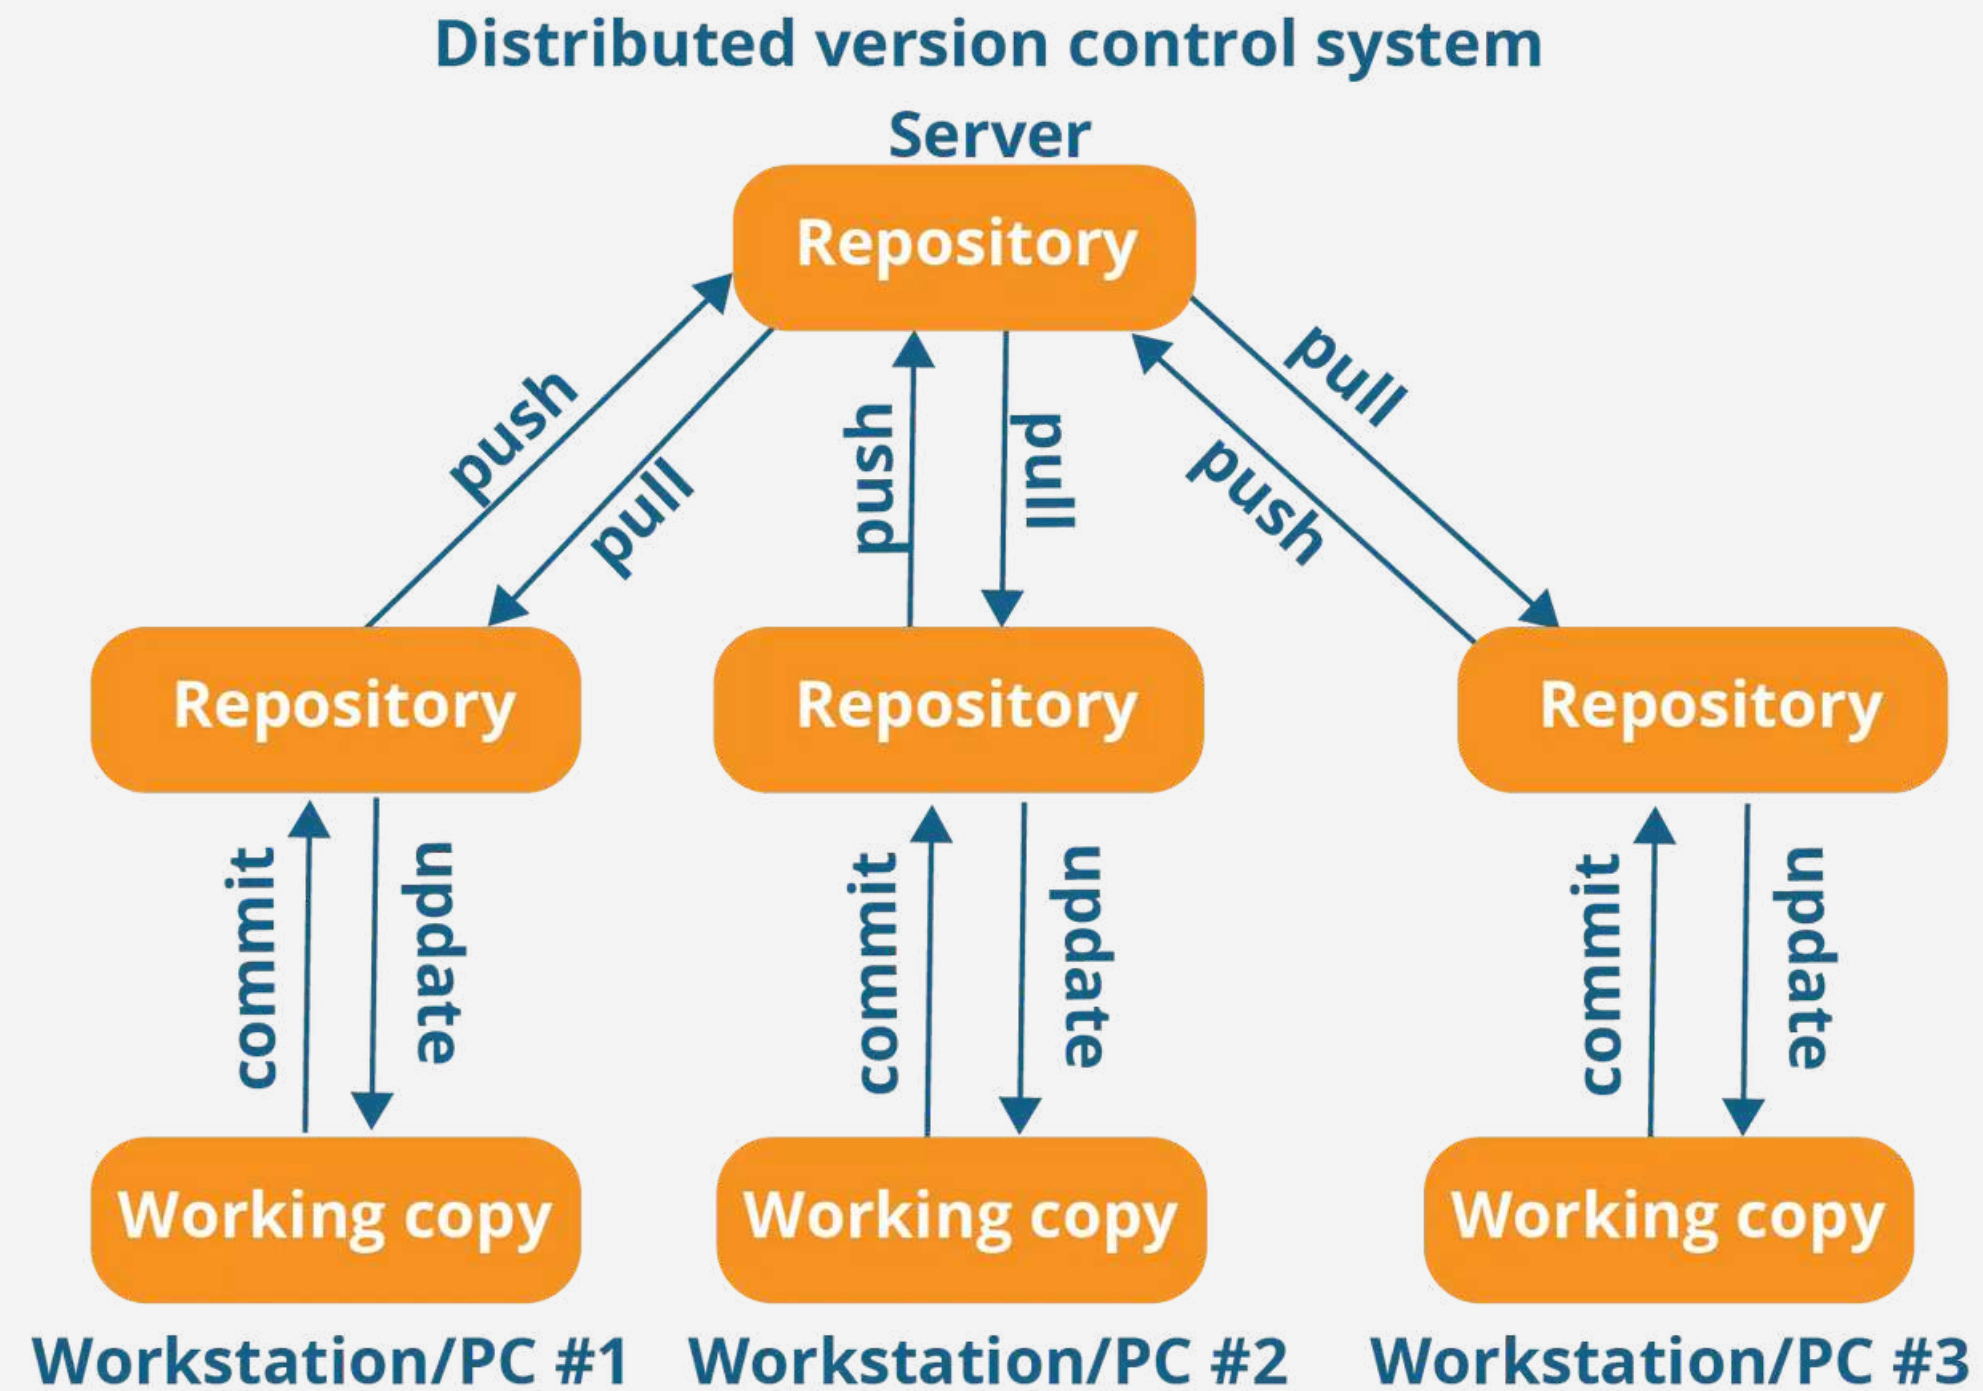 Distributed version control system
Server
Repository
push
pull
push
pull
push
pull
Repository
Repository
Repository
commit
update
commit
update
commit
update
Working copy
Working copy
Working copy
Workstation/PC #1
Workstation/PC #2
Workstation/PC #3